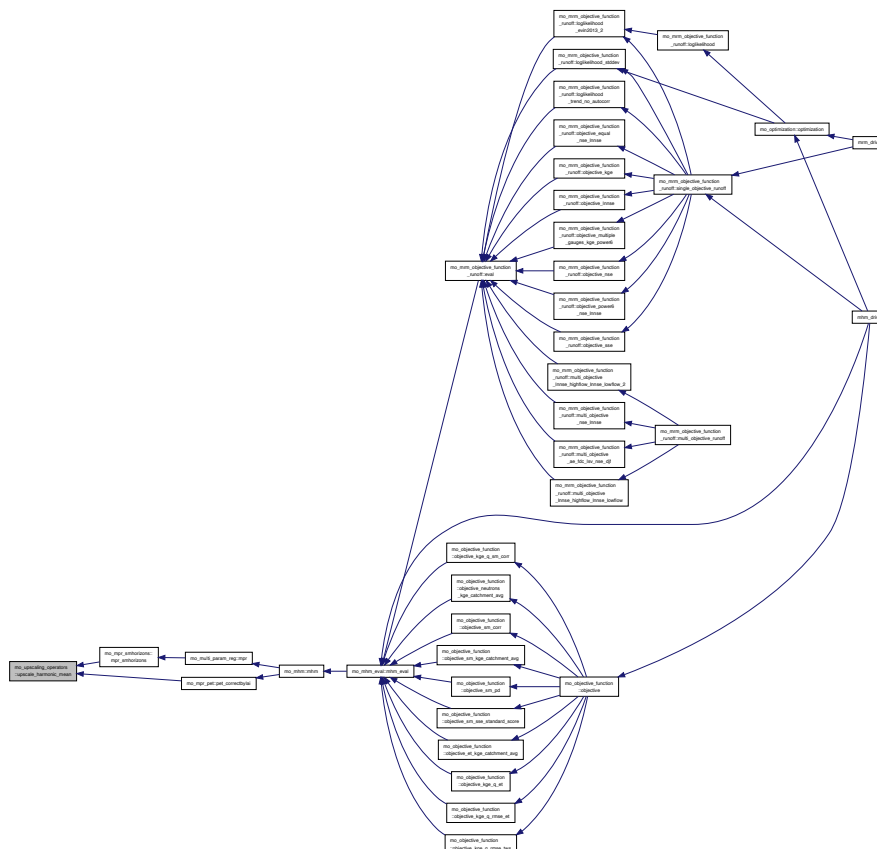 mo_mrm_objective_function
_runoff::loglikelihood
_evin2013_2
mo_mrm_objective_function
_runoff::loglikelihood
mo_mrm_objective_function
_runoff::loglikelihood_stddev
mo_mrm_objective_function
_runoff::loglikelihood
_trend_no_autocorr
mo_optimization::optimization
mrm_driv
mo_mrm_objective_function
_runoff::objective_equal
_nse_lnnse
mo_mrm_objective_function
_runoff::objective_kge
mo_mrm_objective_function
_runoff::single_objective_runoff
mo_mrm_objective_function
_runoff::objective_lnnse
mo_mrm_objective_function
_runoff::objective_multiple
_gauges_kge_power6
mo_mrm_objective_function
_runoff::eval
mo_mrm_objective_function
_runoff::objective_nse
mo_mrm_objective_function
_runoff::objective_power6
_nse_lnnse
mhm_driv
mo_mrm_objective_function
_runoff::objective_sse
mo_mrm_objective_function
_runoff::multi_objective
_lnnse_highflow_lnnse_lowflow_2
mo_mrm_objective_function
_runoff::multi_objective
_nse_lnnse
mo_mrm_objective_function
_runoff::multi_objective_runoff
mo_mrm_objective_function
_runoff::multi_objective
_ae_fdc_lsv_nse_djf
mo_mrm_objective_function
_runoff::multi_objective
_lnnse_highflow_lnnse_lowflow
mo_objective_function
::objective_kge_q_sm_corr
mo_objective_function
::objective_neutrons
_kge_catchment_avg
mo_objective_function
::objective_sm_corr
mo_objective_function
::objective_sm_kge_catchment_avg
mo_upscaling_operators
::upscale_harmonic_mean
mo_mpr_smhorizons::
mpr_smhorizons
mo_multi_param_reg::mpr
mo_mpr_pet::pet_correctbylai
mo_mhm::mhm
mo_mhm_eval::mhm_eval
mo_objective_function
::objective_sm_pd
mo_objective_function
::objective
mo_objective_function
::objective_sm_sse_standard_score
mo_objective_function
::objective_et_kge_catchment_avg
mo_objective_function
::objective_kge_q_et
mo_objective_function
::objective_kge_q_rmse_et
mo_objective_function
::objective_kge_q_rmse_tws